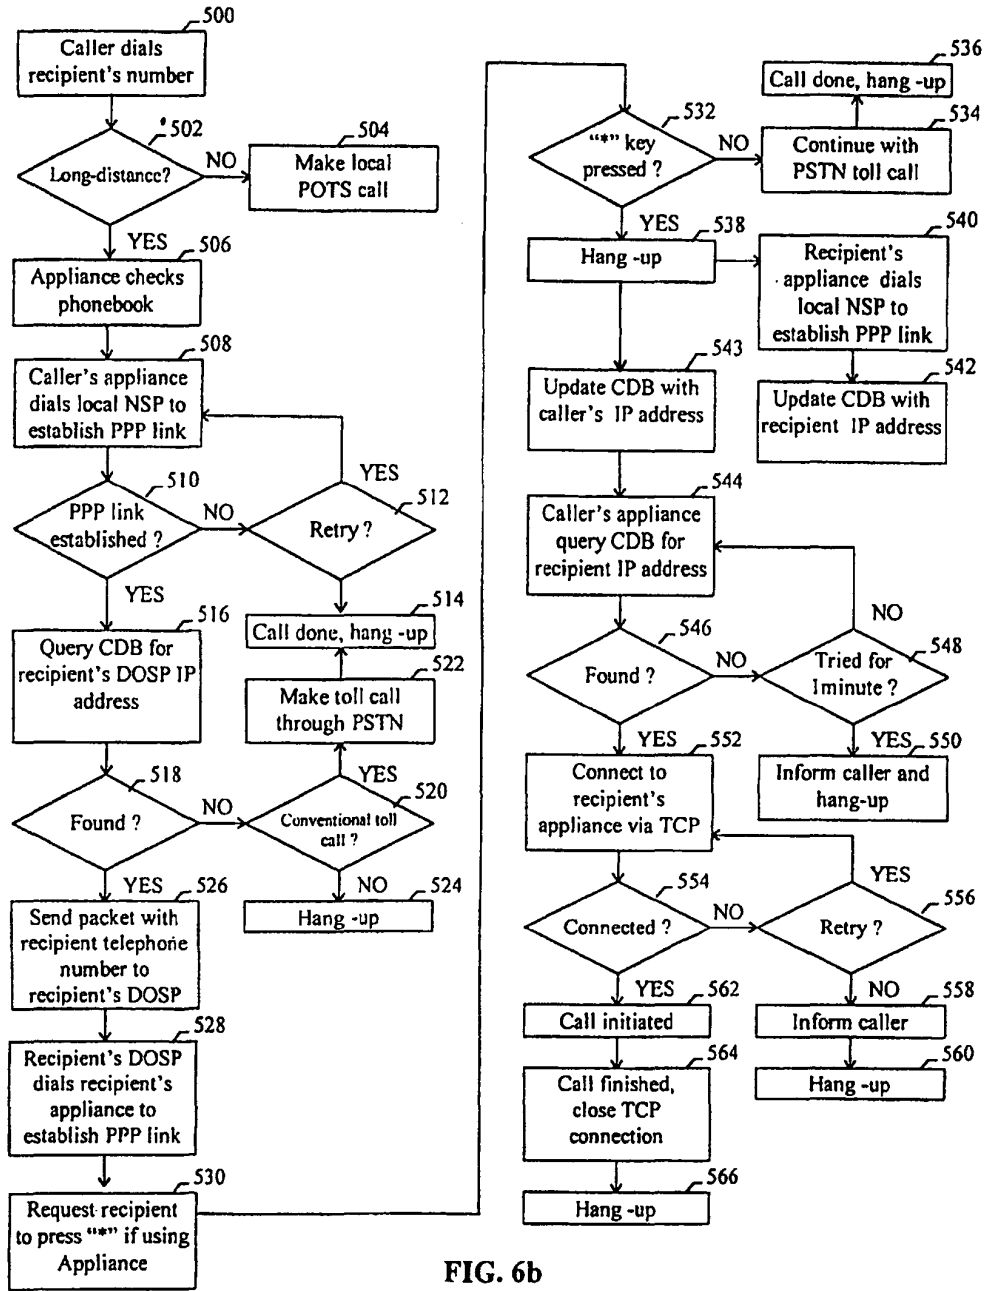 500
Caller dials
recipient's number
502
Long-distance?
NO
504
Make local
POTS call
YES
506
Appliance checks
phonebook
508
Caller's appliance
dials local NSP to
establish PPP link
510
PPP link
established ?
NO
YES
512
Retry ?
YES
514
Call done, hang -up
516
Query CDB for
recipient's DOSP IP
address
522
Make toll call
through PSTN
518
Found ?
NO
YES
520
Conventional toll
call ?
YES
NO
524
Hang -up
526
Send packet with
recipient telephone
number to
recipient's DOSP
528
Recipient's DOSP
dials recipient's
appliance to
establish PPP link
530
Request recipient
to press "*" if using
Appliance
532
"*" key
pressed ?
NO
534
Continue with
PSTN toll call
536
Call done, hang -up
YES
538
Hang -up
540
Recipient's
appliance dials
local NSP to
establish PPP link
542
Update CDB with
recipient IP address
543
Update CDB with
caller's IP address
544
Caller's appliance
query CDB for
recipient IP address
546
Found ?
NO
YES
548
Tried for
1minute ?
NO
YES
550
Inform caller and
hang-up
552
Connect to
recipient's
appliance via TCP
554
Connected ?
NO
YES
556
Retry ?
YES
NO
558
Inform caller
560
Hang -up
562
Call initiated
564
Call finished,
close TCP
connection
566
Hang -up
FIG. 6b